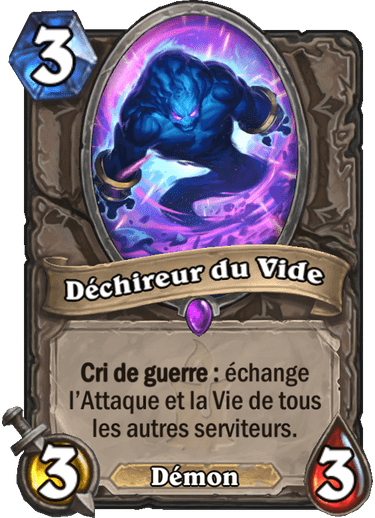 3
Déchireur du Vide
Cri de guerre : échange
l’Attaque et la Vie de tous
les autres serviteurs.
3
Démon
3